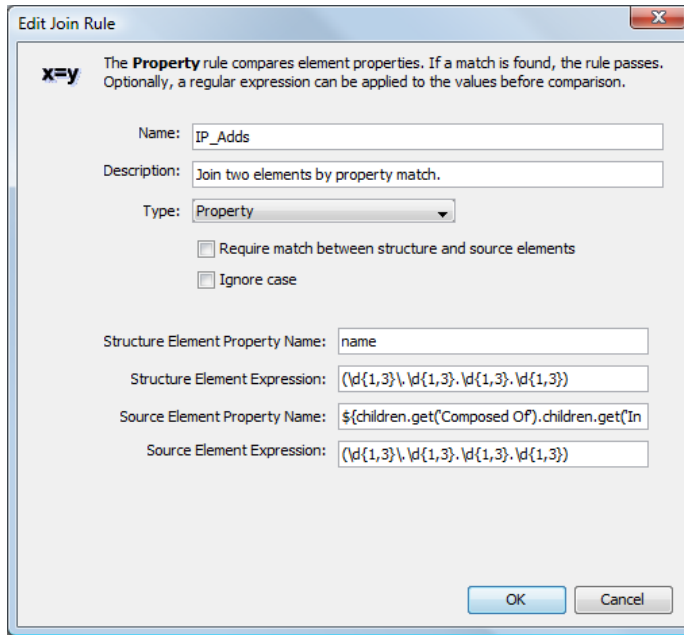 Edit Join Rule
x=y
The Property rule compares element properties. If a match is found, the rule passes.
Optionally, a regular expression can be applied to the values before comparison.
Name: IP_Adds
Description: Join two elements by property match.
Type: Property
Require match between structure and source elements
Ignore case
Structure Element Property Name: name
Structure Element Expression: (\d{1,3}\.\d{1,3}.\d{1,3}.\d{1,3})
Source Element Property Name: ${children.get('Composed Of').children.get('In
Source Element Expression: (\d{1,3}\.\d{1,3}.\d{1,3}.\d{1,3})
OK Cancel